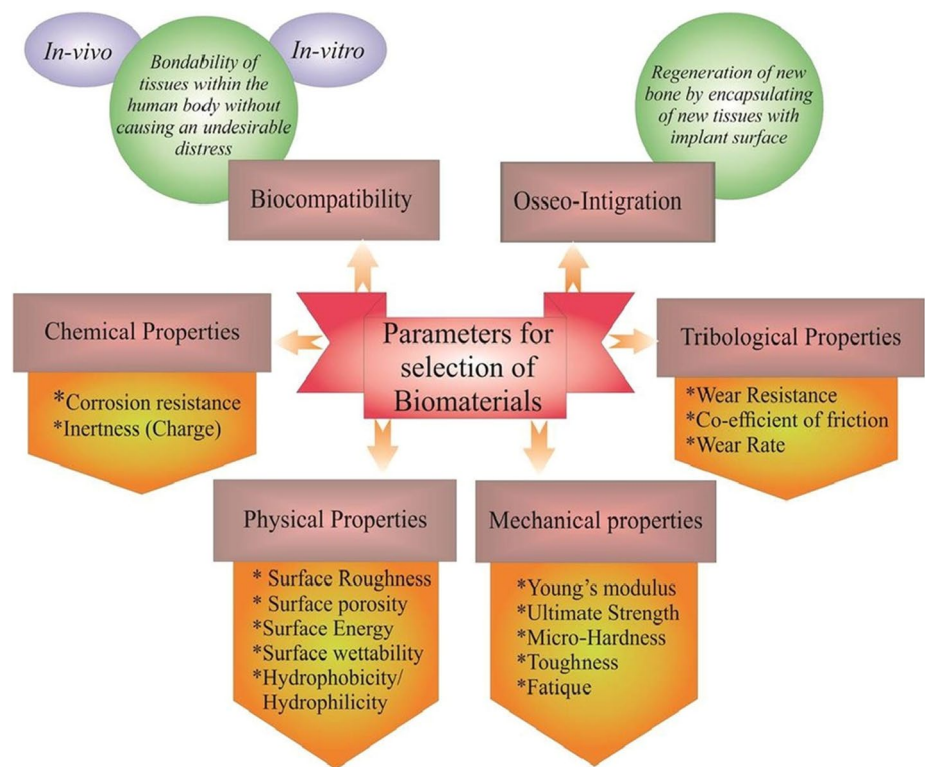 In-vivo
In-vitro
Bondability of
tissues within the
human body without
causing an undesirable
distress
Regeneration of new
bone by encapsulating
of new tissues with
implant surface
Biocompatibility
Osseo-Intigration
Parameters for
selection of
Biomaterials
Chemical Properties
*Corrosion resistance
*Inertness (Charge)
Tribological Properties
*Wear Resistance
*Co-efficient of friction
*Wear Rate
Physical Properties
* Surface Roughness
* Surface porosity
*Surface Energy
*Surface wettability
*Hydrophobicity/
Hydrophilicity
Mechanical properties
*Young's modulus
*Ultimate Strength
*Micro-Hardness
*Toughness
*Fatique